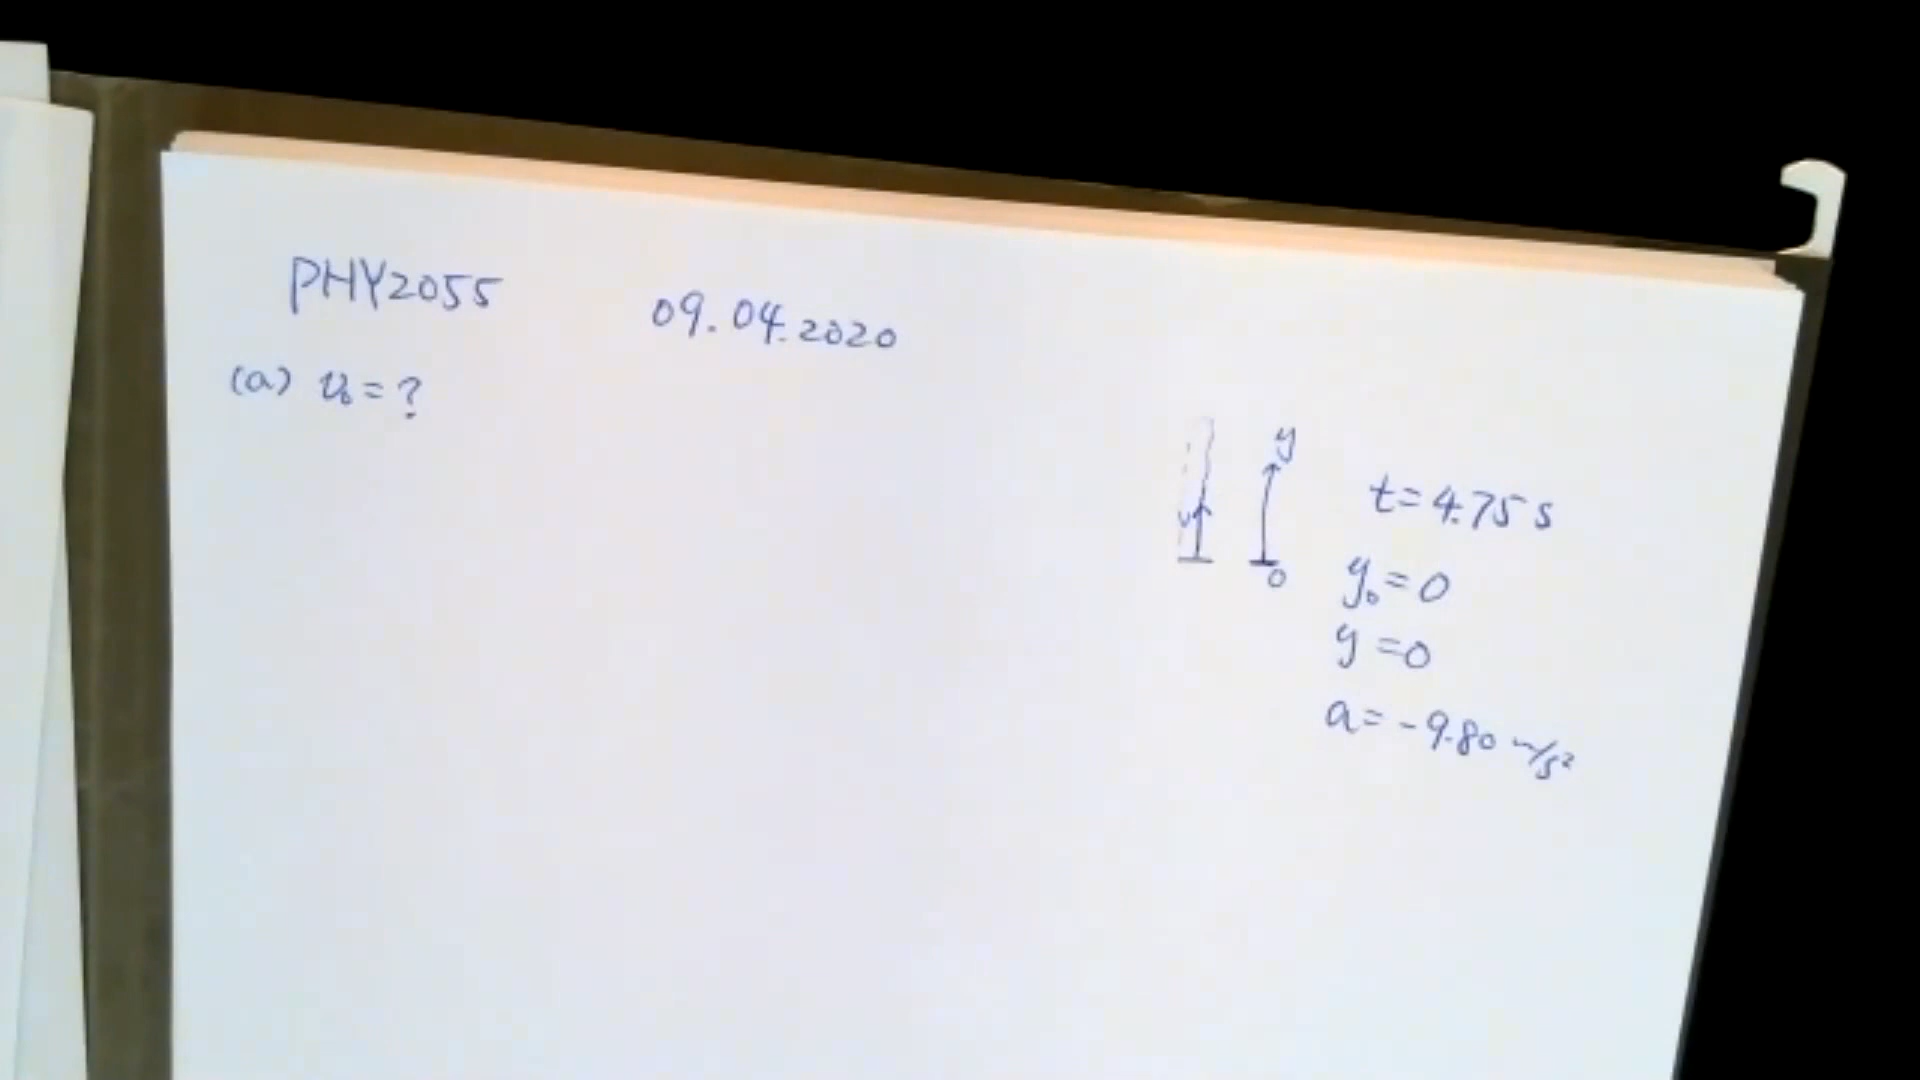 PHY2055 09.04.2020
(a) v₀ = ?
y
t = 4.75 s
0
y₀ = 0
y = 0
a = -9.80 m/s²